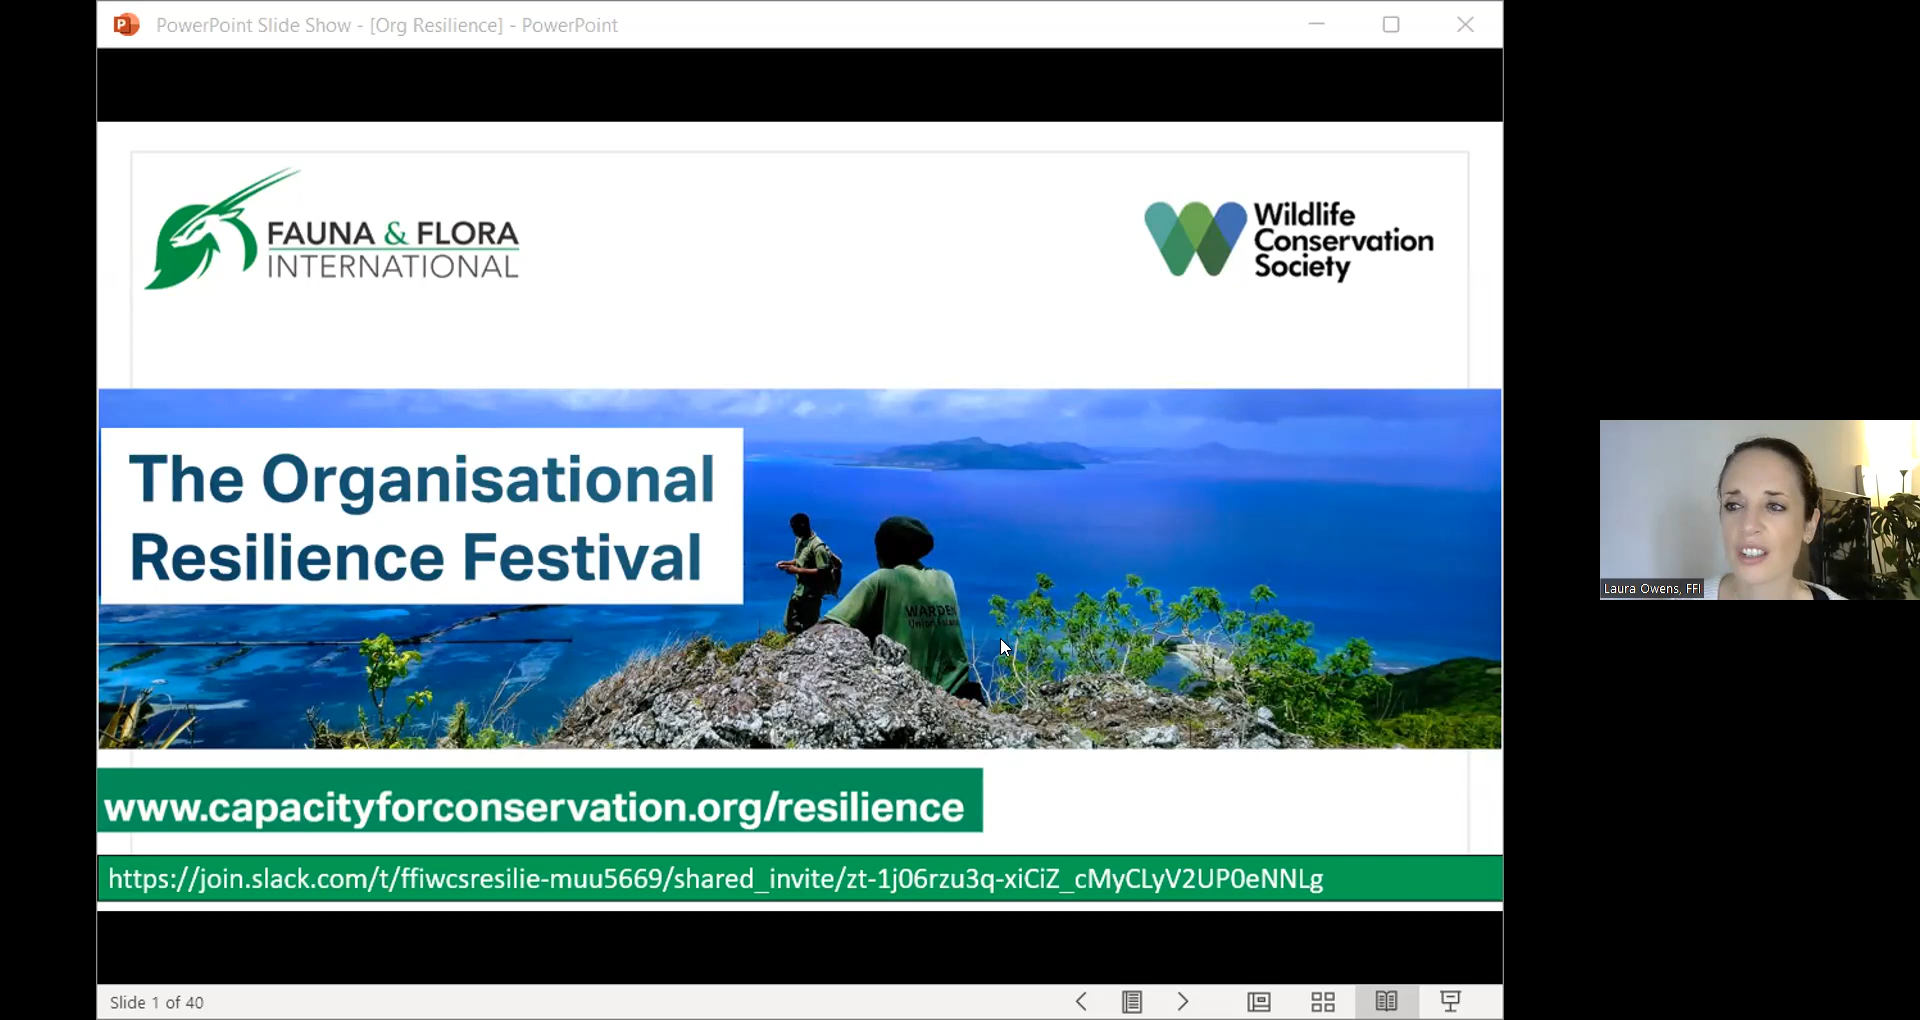 PowerPoint Slide Show - [Org Resilience] - PowerPoint
FAUNA & FLORA
INTERNATIONAL
Wildlife
Conservation
Society
The Organisational
Resilience Festival
WARDEN
Union
www.capacityforconservation.org/resilience
https://join.slack.com/t/ffiwcsresilie-muu5669/shared_invite/zt-1j06rzu3q-xiCiZ_cMyCLyV2UP0eNNLg
Laura Owens, FFI
Slide 1 of 40